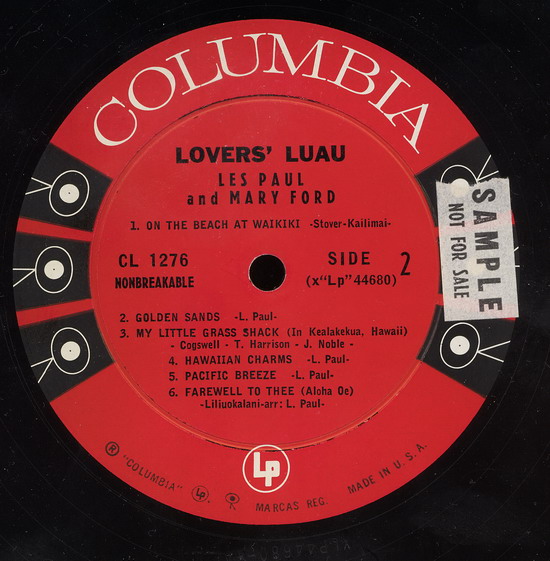 COLUMBIA
LOVERS' LUAU
LES PAUL
and MARY FORD
1. ON THE BEACH AT WAIKIKI -Stover-Kailimai-
CL 1276
NONBREAKABLE
SIDE 2
(x"Lp"44680)
SAMPLE
NOT FOR SALE
2. GOLDEN SANDS -L. Paul-
3. MY LITTLE GRASS SHACK (In Kealakekua, Hawaii)
- Cogswell - T. Harrison - J. Noble -
4. HAWAIIAN CHARMS -L. Paul-
5. PACIFIC BREEZE -L. Paul-
6. FAREWELL TO THEE (Aloha Oe)
-Liliuokalani-arr: L. Paul-
Lp
® "COLUMBIA" Lp MARCAS REG. MADE IN U.S.A.